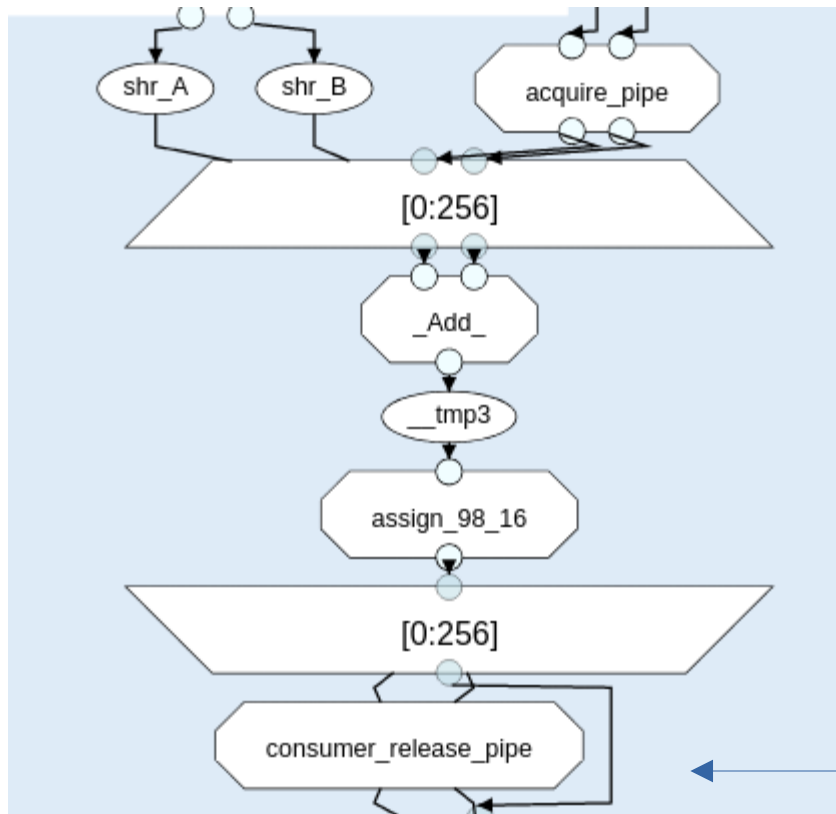 shr_A
shr_B
acquire_pipe
[0:256]
_Add_
__tmp3
assign_98_16
[0:256]
consumer_release_pipe